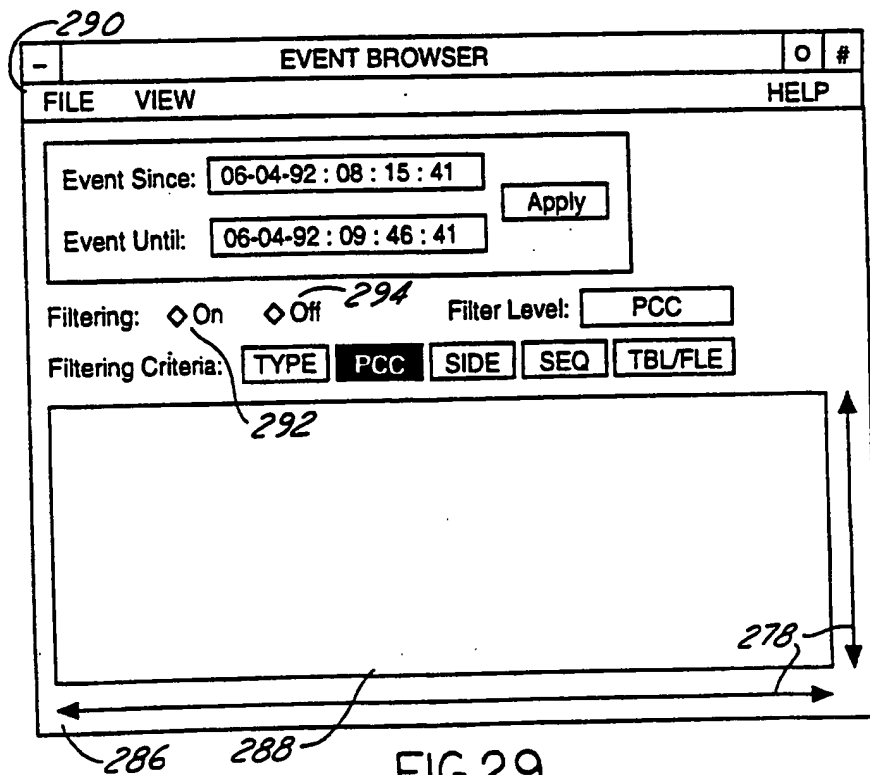 290
- EVENT BROWSER O #
FILE VIEW HELP
Event Since: 06-04-92 : 08 : 15 : 41
Apply
Event Until: 06-04-92 : 09 : 46 : 41
Filtering: On Off 294 Filter Level: PCC
Filtering Criteria: TYPE PCC SIDE SEQ TBL/FLE
292
278
286 288
FIG.29